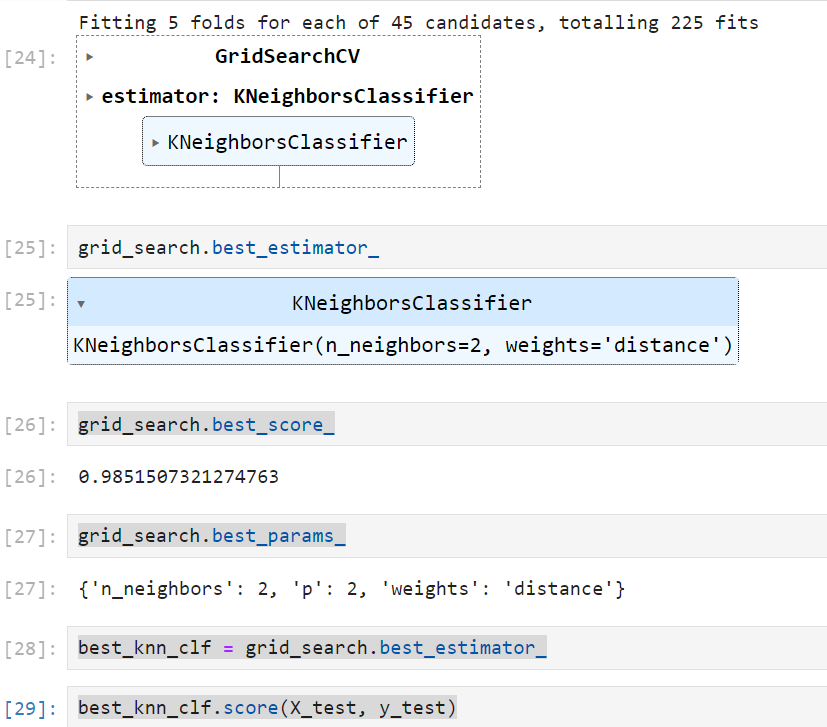 Fitting 5 folds for each of 45 candidates, totalling 225 fits
[24]:
▸ GridSearchCV
▸ estimator: KNeighborsClassifier
▸ KNeighborsClassifier
[25]: grid_search.best_estimator_
[25]: ▾ KNeighborsClassifier
KNeighborsClassifier(n_neighbors=2, weights='distance')
[26]: grid_search.best_score_
[26]: 0.9851507321274763
[27]: grid_search.best_params_
[27]: {'n_neighbors': 2, 'p': 2, 'weights': 'distance'}
[28]: best_knn_clf = grid_search.best_estimator_
[29]: best_knn_clf.score(X_test, y_test)